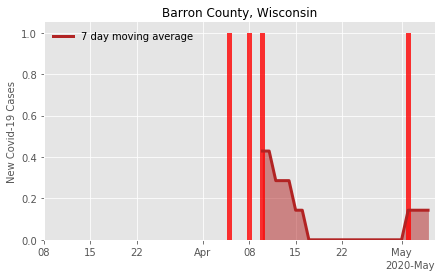 Barron County, Wisconsin
7 day moving average
New Covid-19 Cases
1.0
0.8
0.6
0.4
0.2
0.0
08 15 22 Apr 08 15 22 May
2020-May